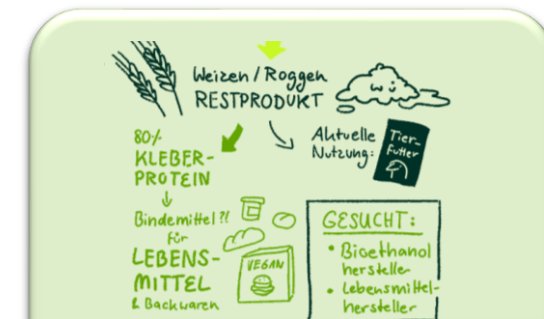 Weizen / Roggen
RESTPRODUKT
Aktuelle
Nutzung:
Tier-
futter
80%
KLEBER-
PROTEIN
Bindemittel?!
für
LEBENS-
MITTEL
& Backwaren
VEGAN
GESUCHT:
• Bioethanol
hersteller
• Lebensmittel-
hersteller